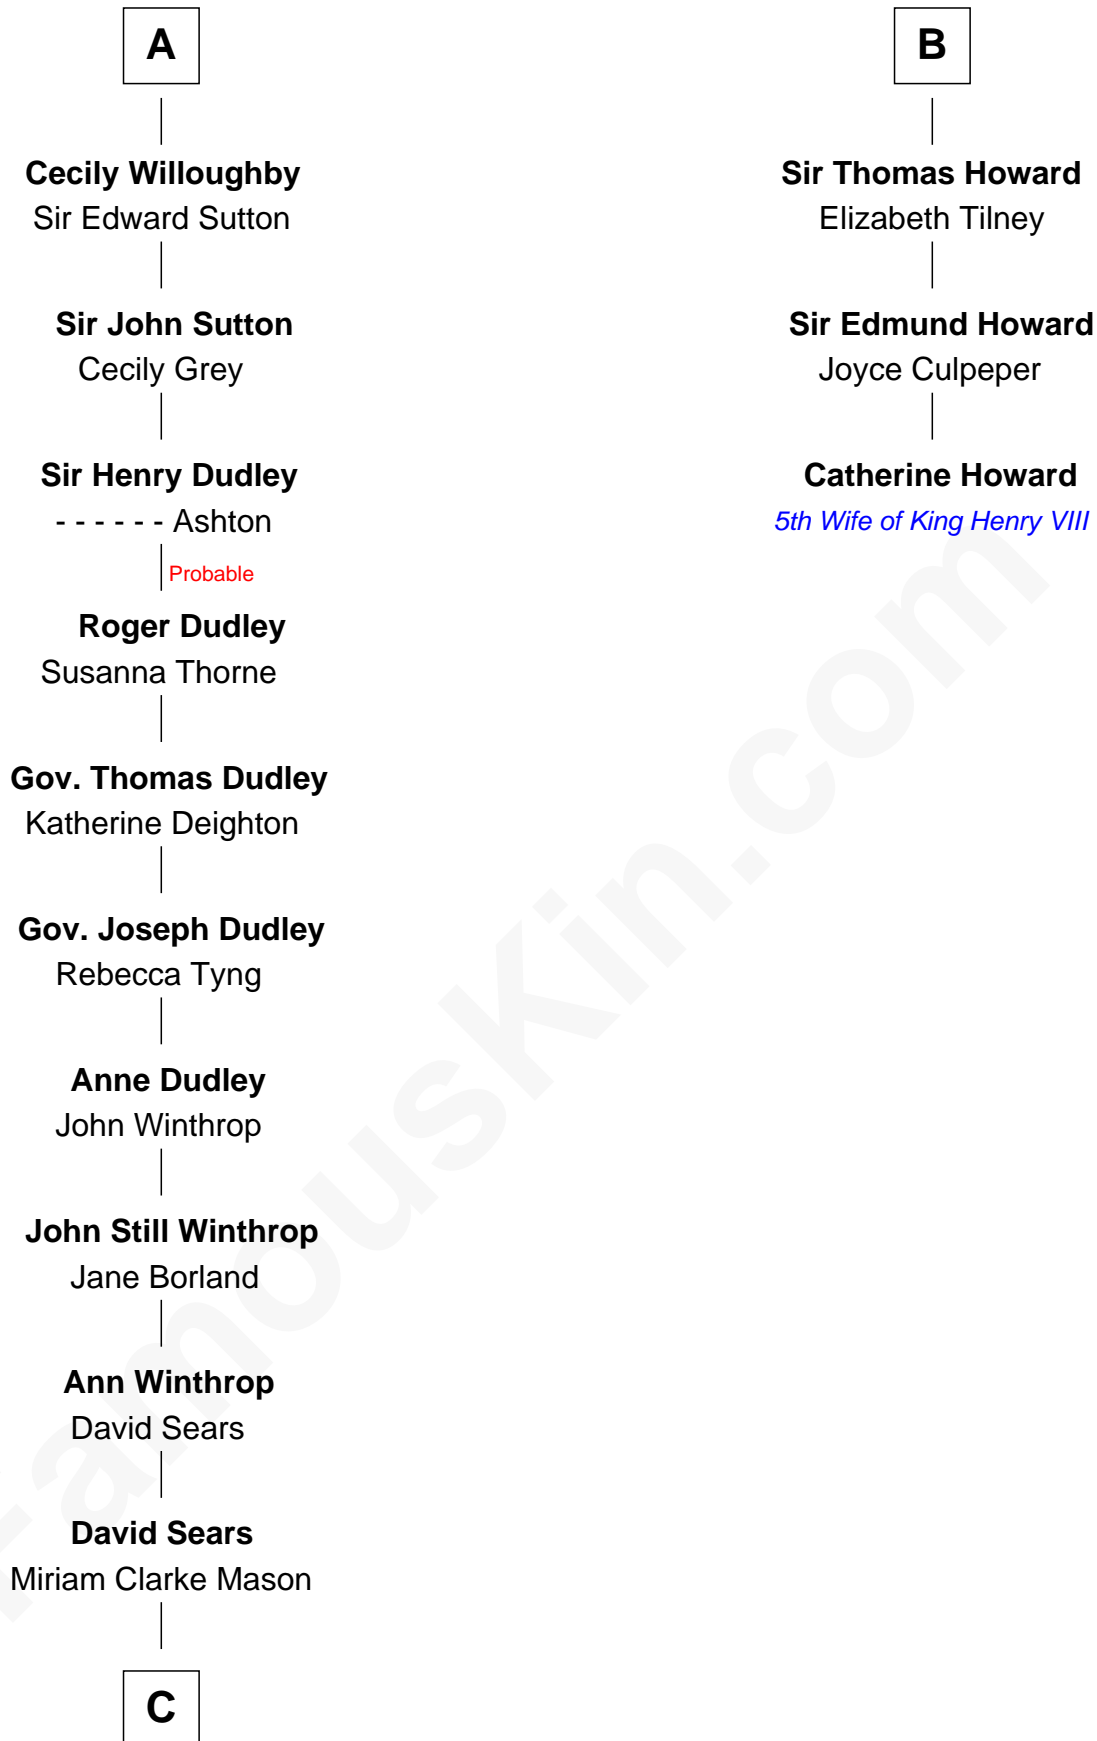 A
Cecily Willoughby
Sir Edward Sutton
Sir John Sutton
Cecily Grey
Sir Henry Dudley
- - - - - - Ashton
Probable
Roger Dudley
Susanna Thorne
Gov. Thomas Dudley
Katherine Deighton
Gov. Joseph Dudley
Rebecca Tyng
Anne Dudley
John Winthrop
John Still Winthrop
Jane Borland
Ann Winthrop
David Sears
David Sears
Miriam Clarke Mason
C
B
Sir Thomas Howard
Elizabeth Tilney
Sir Edmund Howard
Joyce Culpeper
Catherine Howard
5th Wife of King Henry VIII
FamousKin.com